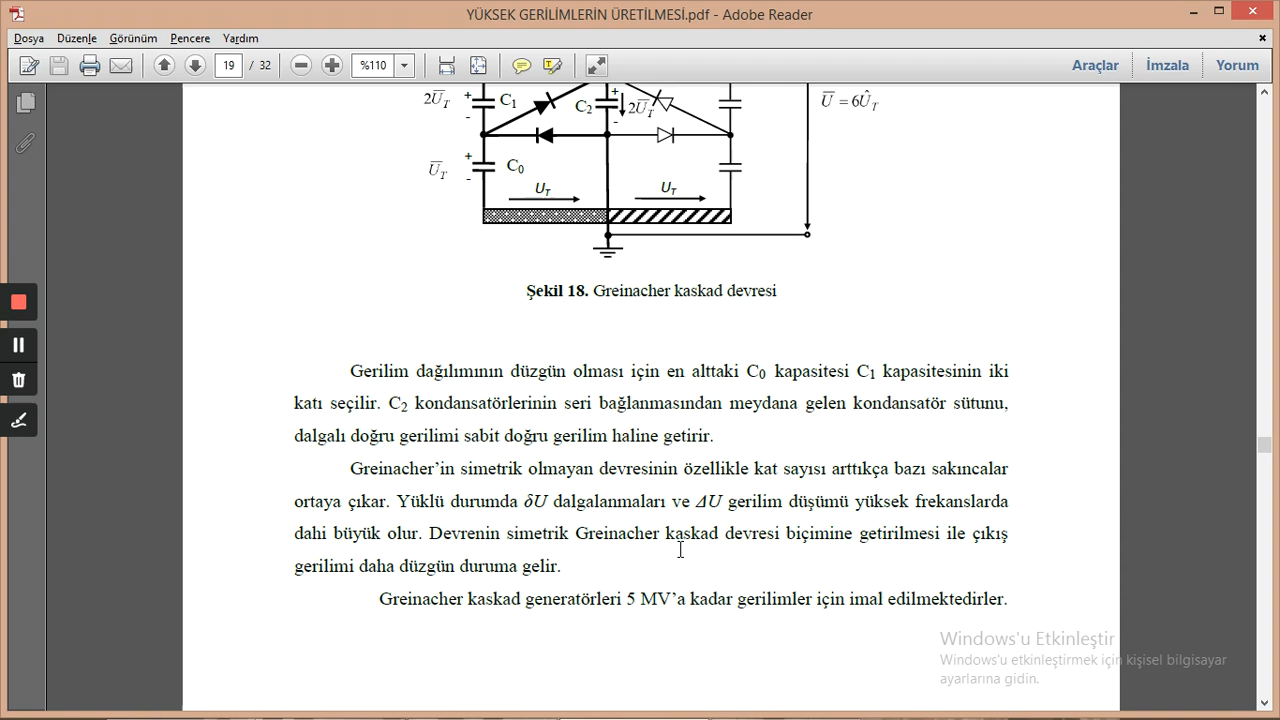 YÜKSEK GERİLİMLERİN ÜRETİLMESİ.pdf - Adobe Reader
Dosya Düzenle Görünüm Pencere Yardım
19 / 32 %110 Araçlar İmzala Yorum
2U̅_T + - C₁ C₂ + - 2U̅_T U̅ = 6Û_T
U̅_T + - C₀
U_T U_T
Şekil 18. Greinacher kaskad devresi
Gerilim dağılımının düzgün olması için en alttaki C₀ kapasitesi C₁ kapasitesinin iki
katı seçilir. C₂ kondansatörlerinin seri bağlanmasından meydana gelen kondansatör sütunu,
dalgalı doğru gerilimi sabit doğru gerilim haline getirir.
Greinacher’in simetrik olmayan devresinin özellikle kat sayısı arttıkça bazı sakıncalar
ortaya çıkar. Yüklü durumda δU dalgalanmaları ve ΔU gerilim düşümü yüksek frekanslarda
dahi büyük olur. Devrenin simetrik Greinacher kaskad devresi biçimine getirilmesi ile çıkış
gerilimi daha düzgün duruma gelir.
Greinacher kaskad generatörleri 5 MV’a kadar gerilimler için imal edilmektedirler.
Windows'u Etkinleştir
Windows'u etkinleştirmek için kişisel bilgisayar
ayarlarına gidin.